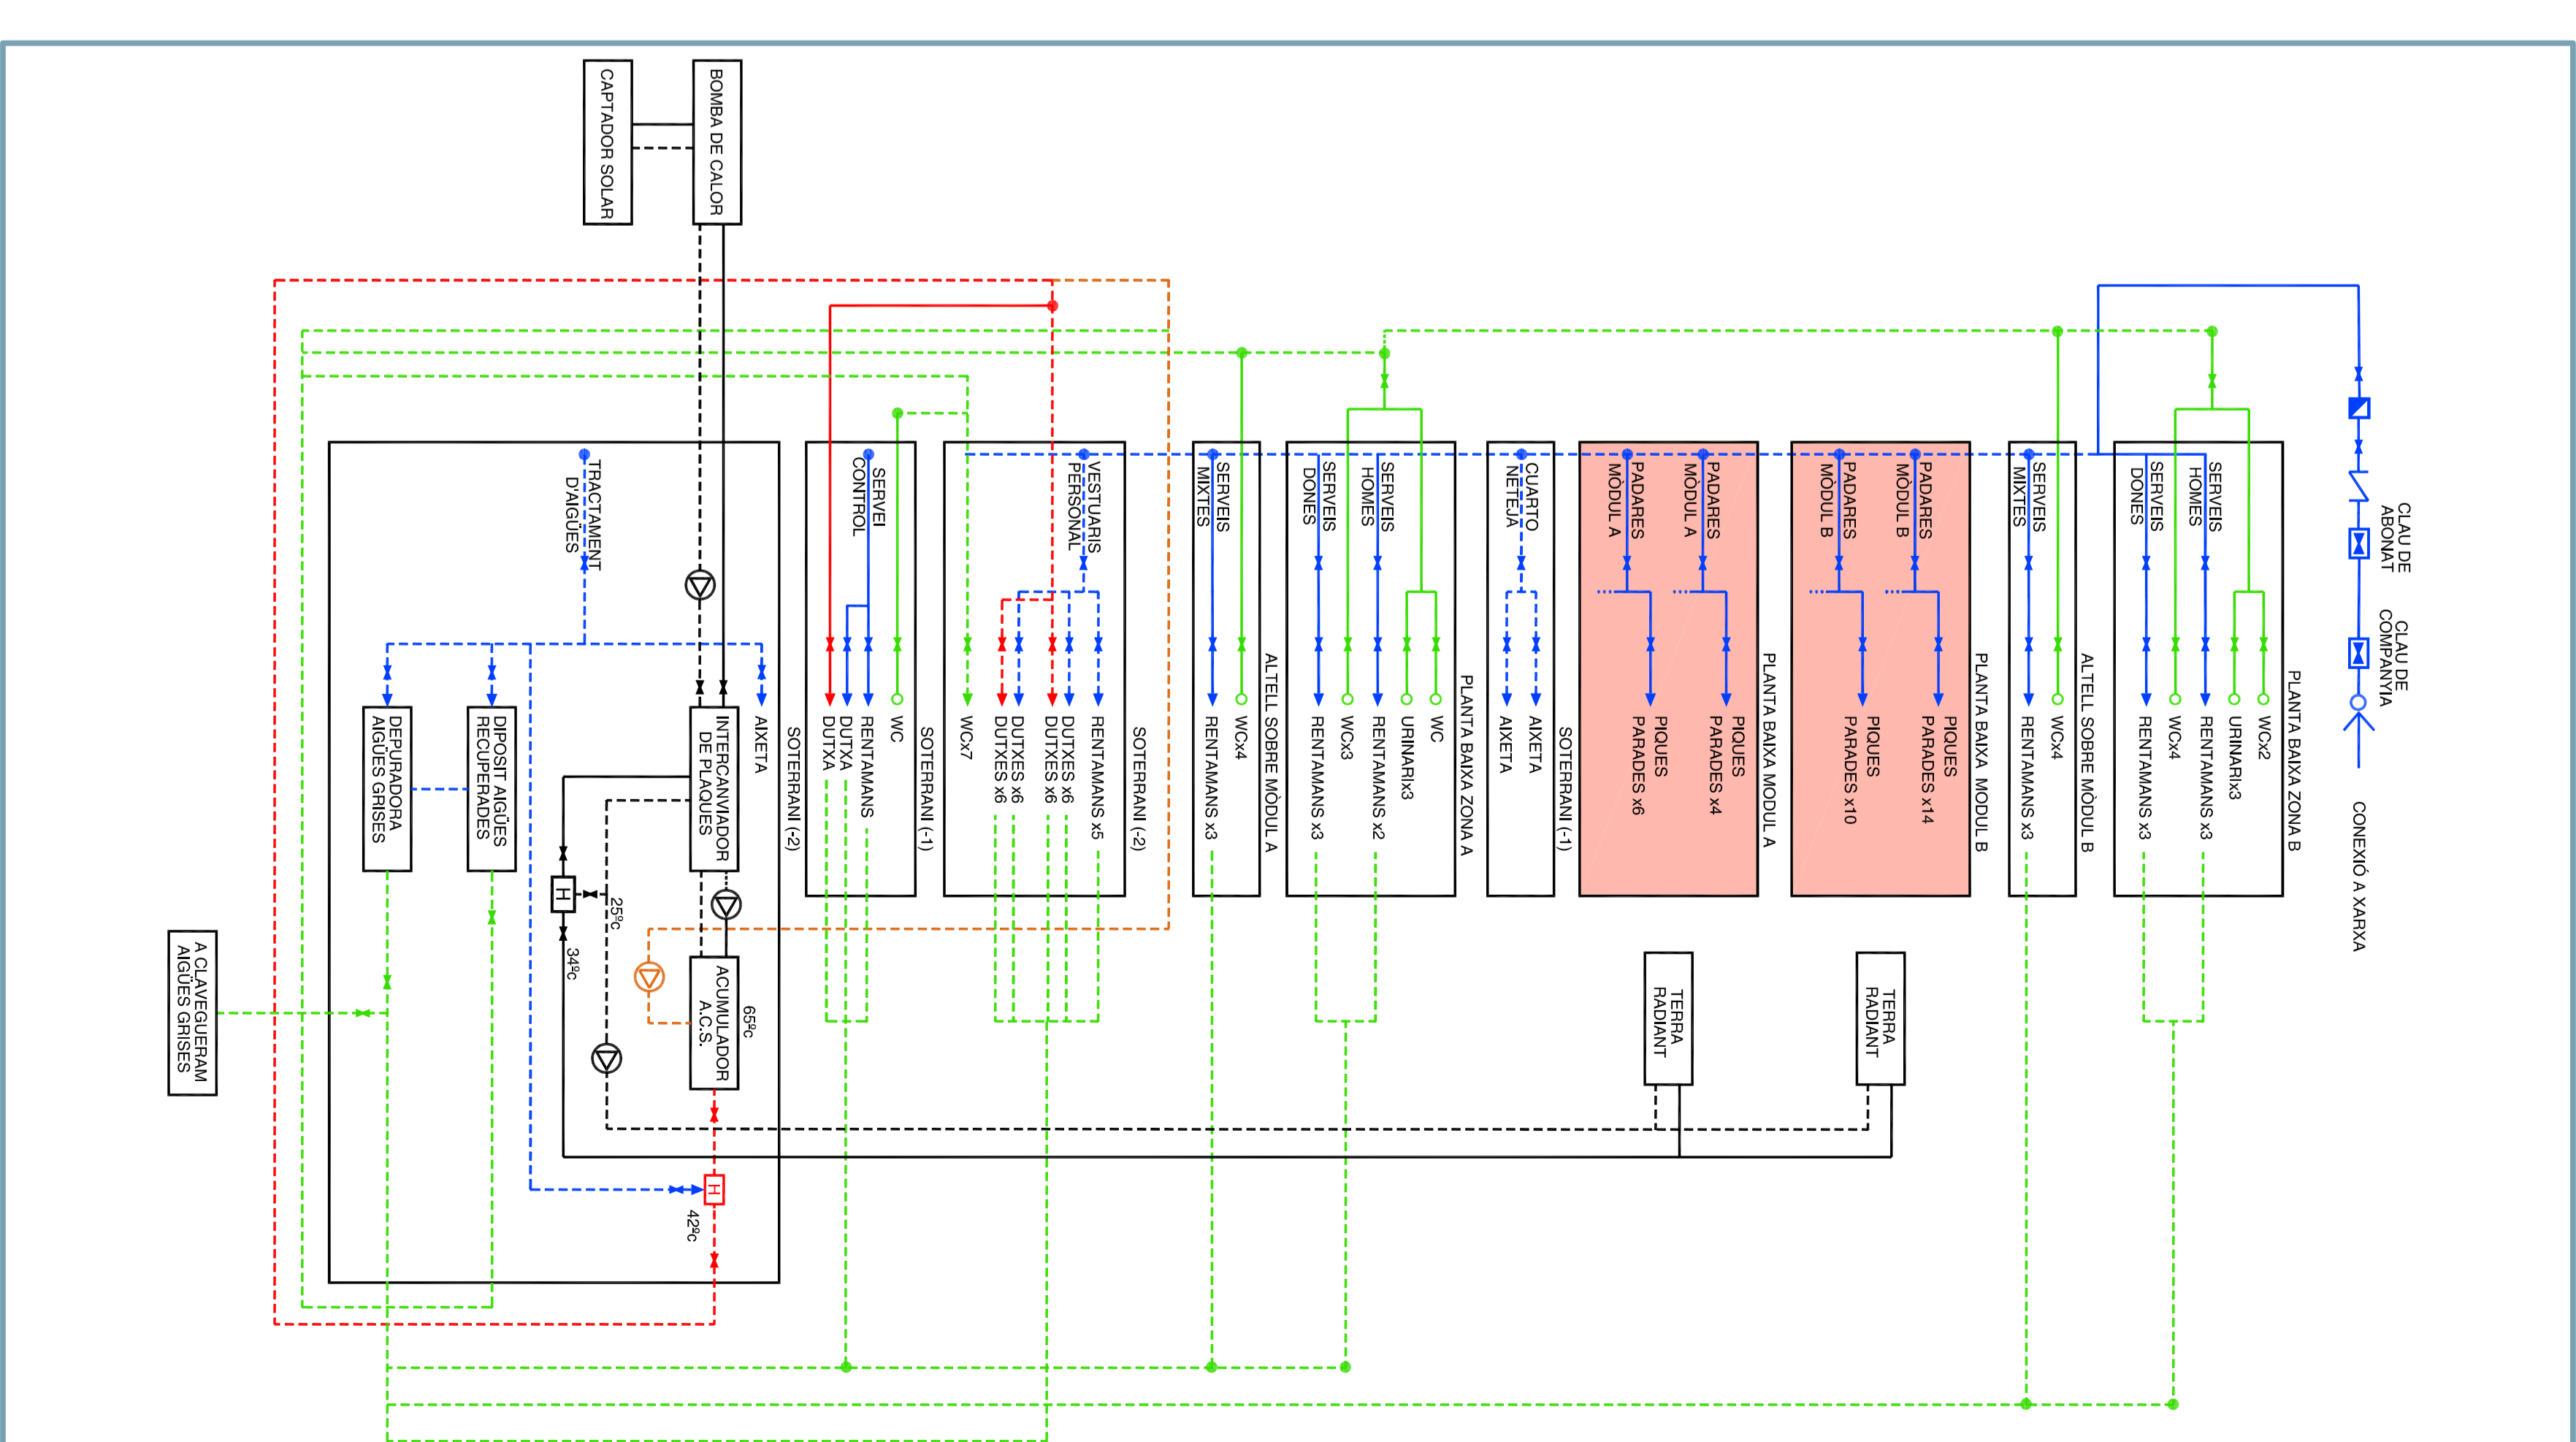 CONEXIÓ A XARXA
CLAU DE
COMPANYIA
CLAU DE
ABONAT
PLANTA BAIXA ZONA B
SERVEIS
HOMES
SERVEIS
DONES
WCx2
URINARIx3
RENTAMANS x3
WCx4
RENTAMANS x3
ALTELL SOBRE MÒDUL B
SERVEIS
MIXTES
WCx4
RENTAMANS x3
PLANTA BAIXA MODUL B
PADARES
MÒDUL B
PADARES
MÒDUL B
PIQUES
PARADES x14
PIQUES
PARADES x10
PLANTA BAIXA MODUL A
PADARES
MÒDUL A
PADARES
MÒDUL A
PIQUES
PARADES x4
PIQUES
PARADES x6
SOTERRANI (-1)
CUARTO
NETEJA
AIXETA
AIXETA
PLANTA BAIXA ZONA A
SERVEIS
HOMES
SERVEIS
DONES
WC
URINARIx3
RENTAMANS x2
WCx3
RENTAMANS x3
ALTELL SOBRE MÒDUL A
SERVEIS
MIXTES
WCx4
RENTAMANS x3
SOTERRANI (-2)
VESTUARIS
PERSONAL
RENTAMANS x5
DUTXES x6
DUTXES x6
DUTXES x6
DUTXES x6
WCx7
SOTERRANI (-1)
SERVEI
CONTROL
WC
RENTAMANS
DUTXA
DUTXA
SOTERRANI (-2)
AIXETA
TRACTAMENT
D'AIGÜES
BOMBA DE CALOR
CAPTADOR SOLAR
INTERCANVIADOR
DE PLAQUES
65ºc
ACUMULADOR
A.C.S.
H
42ºc
25ºc
H
34ºc
DIPOSIT AIGÜES
RECUPERADES
DEPURADORA
AIGÜES GRISES
A CLAVEGUERAM
AIGÜES GRISES
TERRA
RADIANT
TERRA
RADIANT